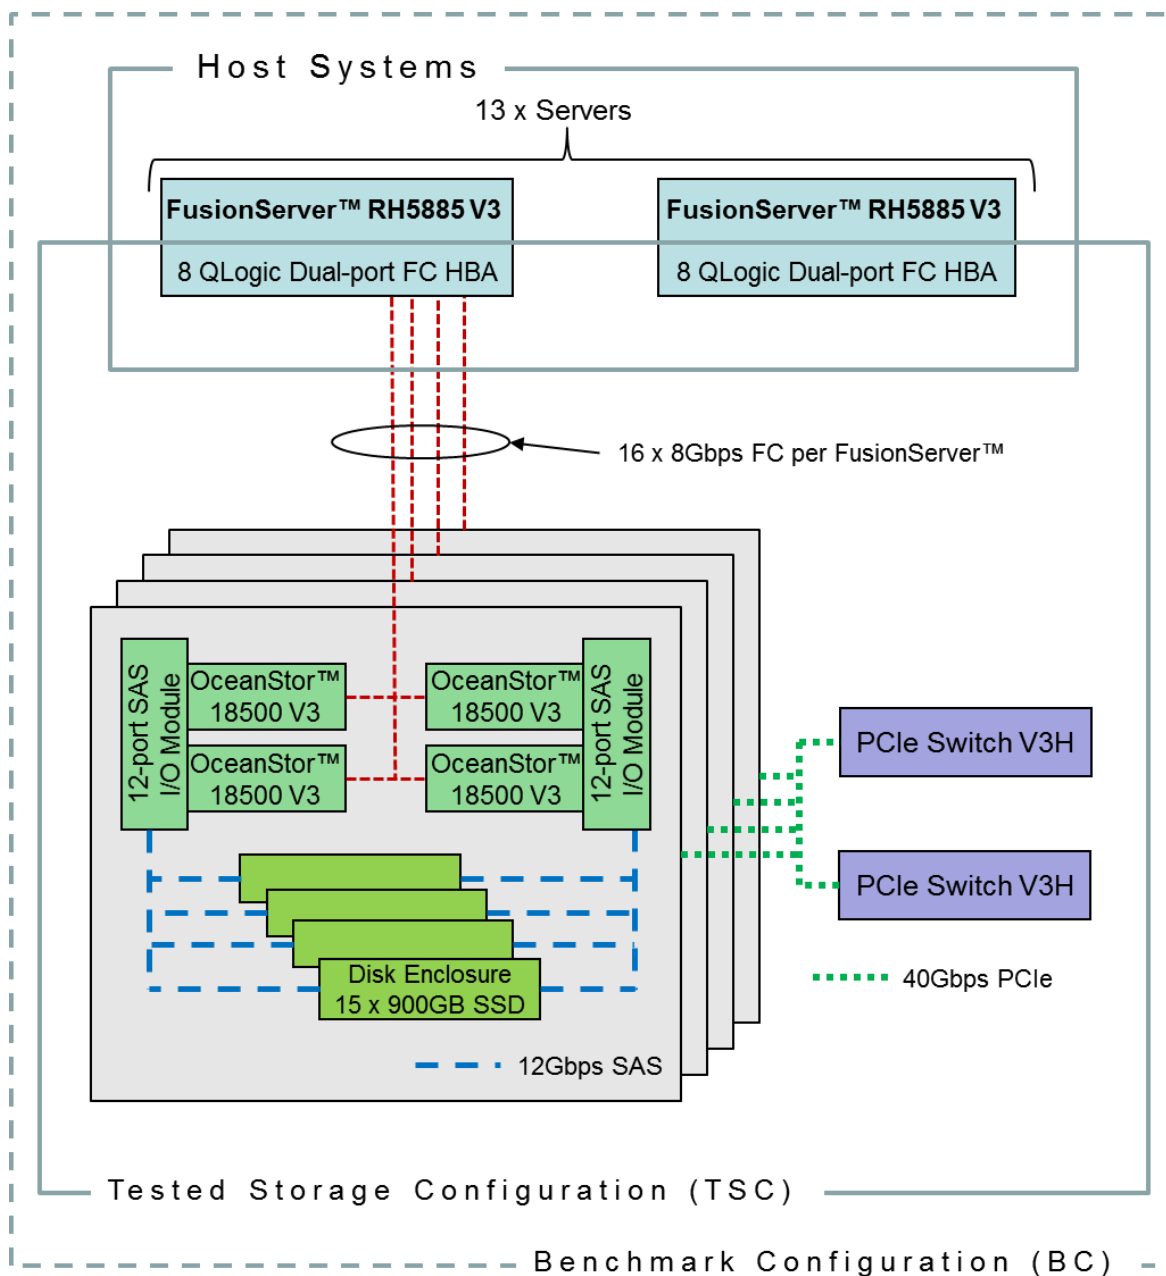 Host Systems
13 x Servers
FusionServer™ RH5885 V3
8 QLogic Dual-port FC HBA
FusionServer™ RH5885 V3
8 QLogic Dual-port FC HBA
16 x 8Gbps FC per FusionServer™
12-port SAS
I/O Module
OceanStor™
18500 V3
OceanStor™
18500 V3
OceanStor™
18500 V3
OceanStor™
18500 V3
12-port SAS
I/O Module
PCIe Switch V3H
PCIe Switch V3H
Disk Enclosure
15 x 900GB SSD
40Gbps PCIe
12Gbps SAS
Tested Storage Configuration (TSC)
Benchmark Configuration (BC)